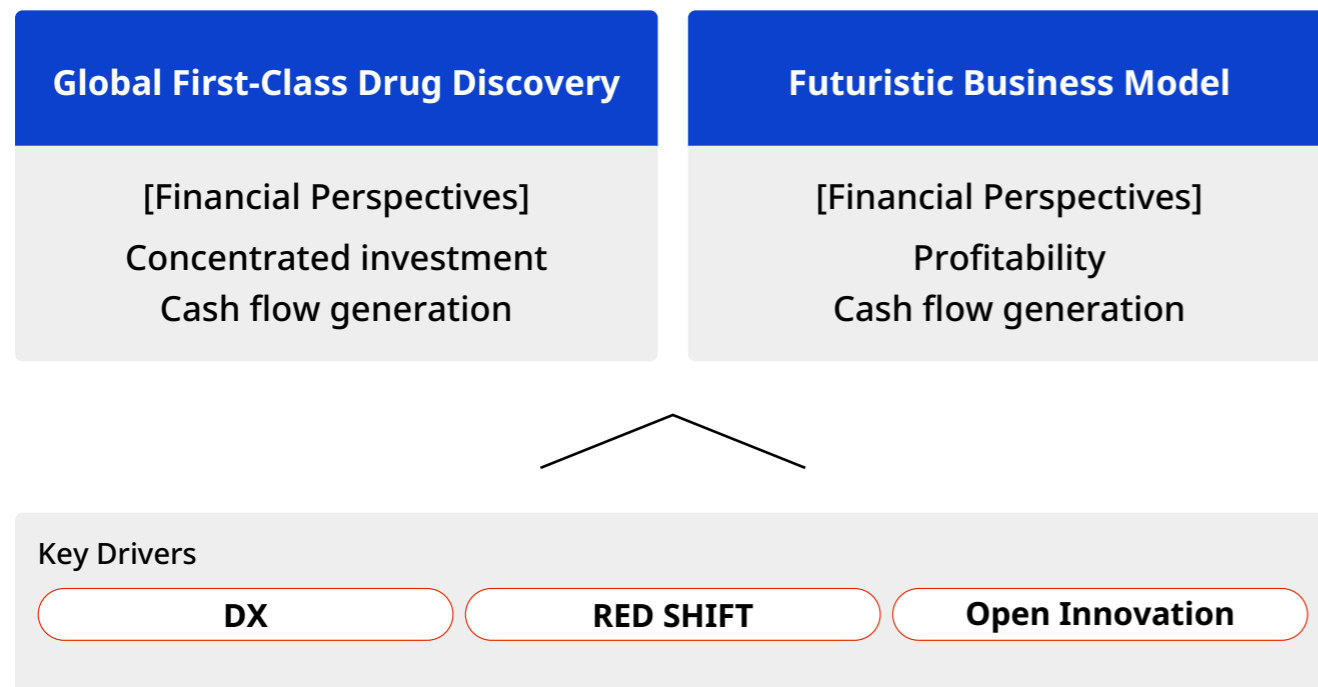 Global First-Class Drug Discovery
[Financial Perspectives]
Concentrated investment
Cash flow generation
Futuristic Business Model
[Financial Perspectives]
Profitability
Cash flow generation
Key Drivers
DX
RED SHIFT
Open Innovation